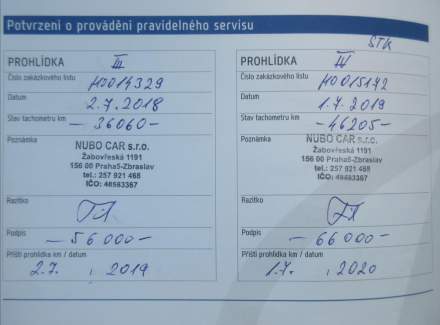 Potvrzení o provádění pravidelného servisu
STK
PROHLÍDKA III
Číslo zakázkového listu HO014329
Datum 2.7.2018
Stav tachometru km - 36060 -
Poznámka
NUBO CAR s.r.o.
Žabovřeská 1191
156 00 Praha5-Zbraslav
tel.: 257 921 468
IČO: 48583367
Razítko
Podpis - 56 000 -
Příští prohlídka km / datum
2.7. , 2019
PROHLÍDKA IV
Číslo zakázkového listu HO015172
Datum 1.7.2019
Stav tachometru km - 46205 -
Poznámka
NUBO CAR s.r.o.
Žabovřeská 1191
156 00 Praha5-Zbraslav
tel.: 257 921 468
IČO: 48583367
Razítko
Podpis - 66 000 -
Příští prohlídka km / datum
1.7. , 2020